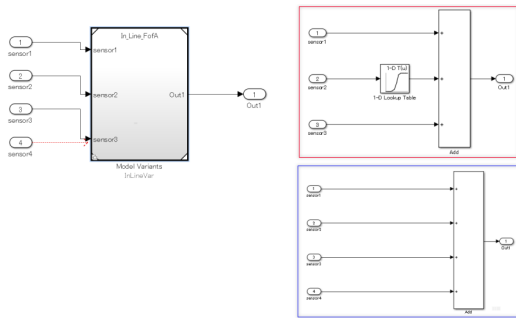 In_Line_FofA
1
sensor1
sensor1
2
sensor2
sensor2
Out1
1
Out1
3
sensor3
sensor3
4
sensor4
Model Variants
InLineVar
1
sensor1
+
1-D T(u)
2
sensor2
+
1
Out1
1-D Lookup Table
3
sensor3
+
Add
1
sensor1
+
sensor2
+
1
Out1
3
sensor3
+
4
sensor4
+
Add